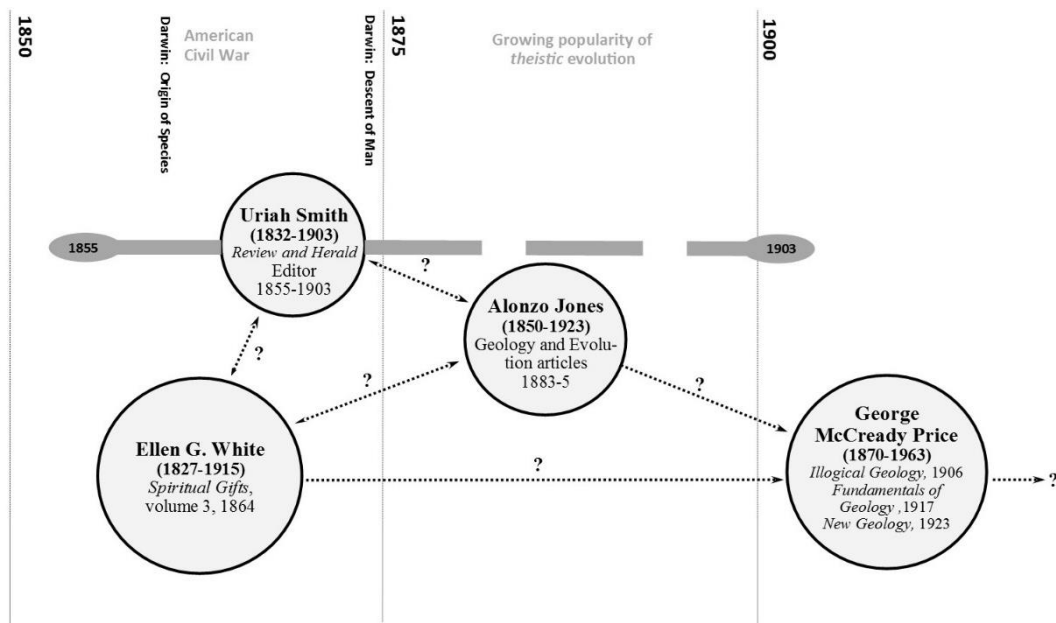 1850
Darwin:  Origin of Species
American
Civil War
Darwin:  Descent of Man
1875
Growing popularity of
theistic evolution
1900
1855
Uriah Smith
(1832-1903)
Review and Herald
Editor
1855-1903
1903
?
Alonzo Jones
(1850-1923)
Geology and Evolu-
tion articles
1883-5
?
?
?
Ellen G. White
(1827-1915)
Spiritual Gifts,
volume 3, 1864
?
George
McCready Price
(1870-1963)
Illogical Geology, 1906
Fundamentals of
Geology ,1917
New Geology, 1923
?